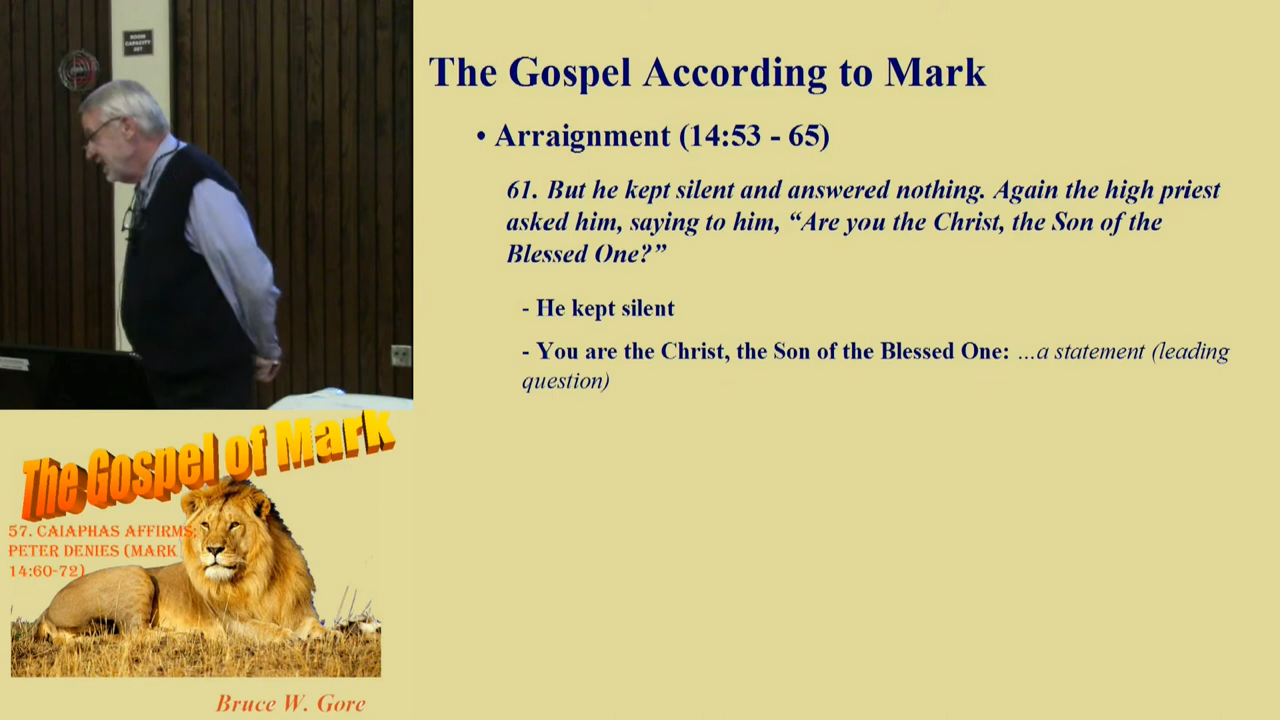 ROOM
CAPACITY
The Gospel According to Mark
• Arraignment (14:53 - 65)
61. But he kept silent and answered nothing. Again the high priest
asked him, saying to him, “Are you the Christ, the Son of the
Blessed One?”
- He kept silent
- You are the Christ, the Son of the Blessed One: ...a statement (leading
question)
The Gospel of Mark
57. CAIAPHAS AFFIRMS;
PETER DENIES (MARK
14:60-72)
Bruce W. Gore